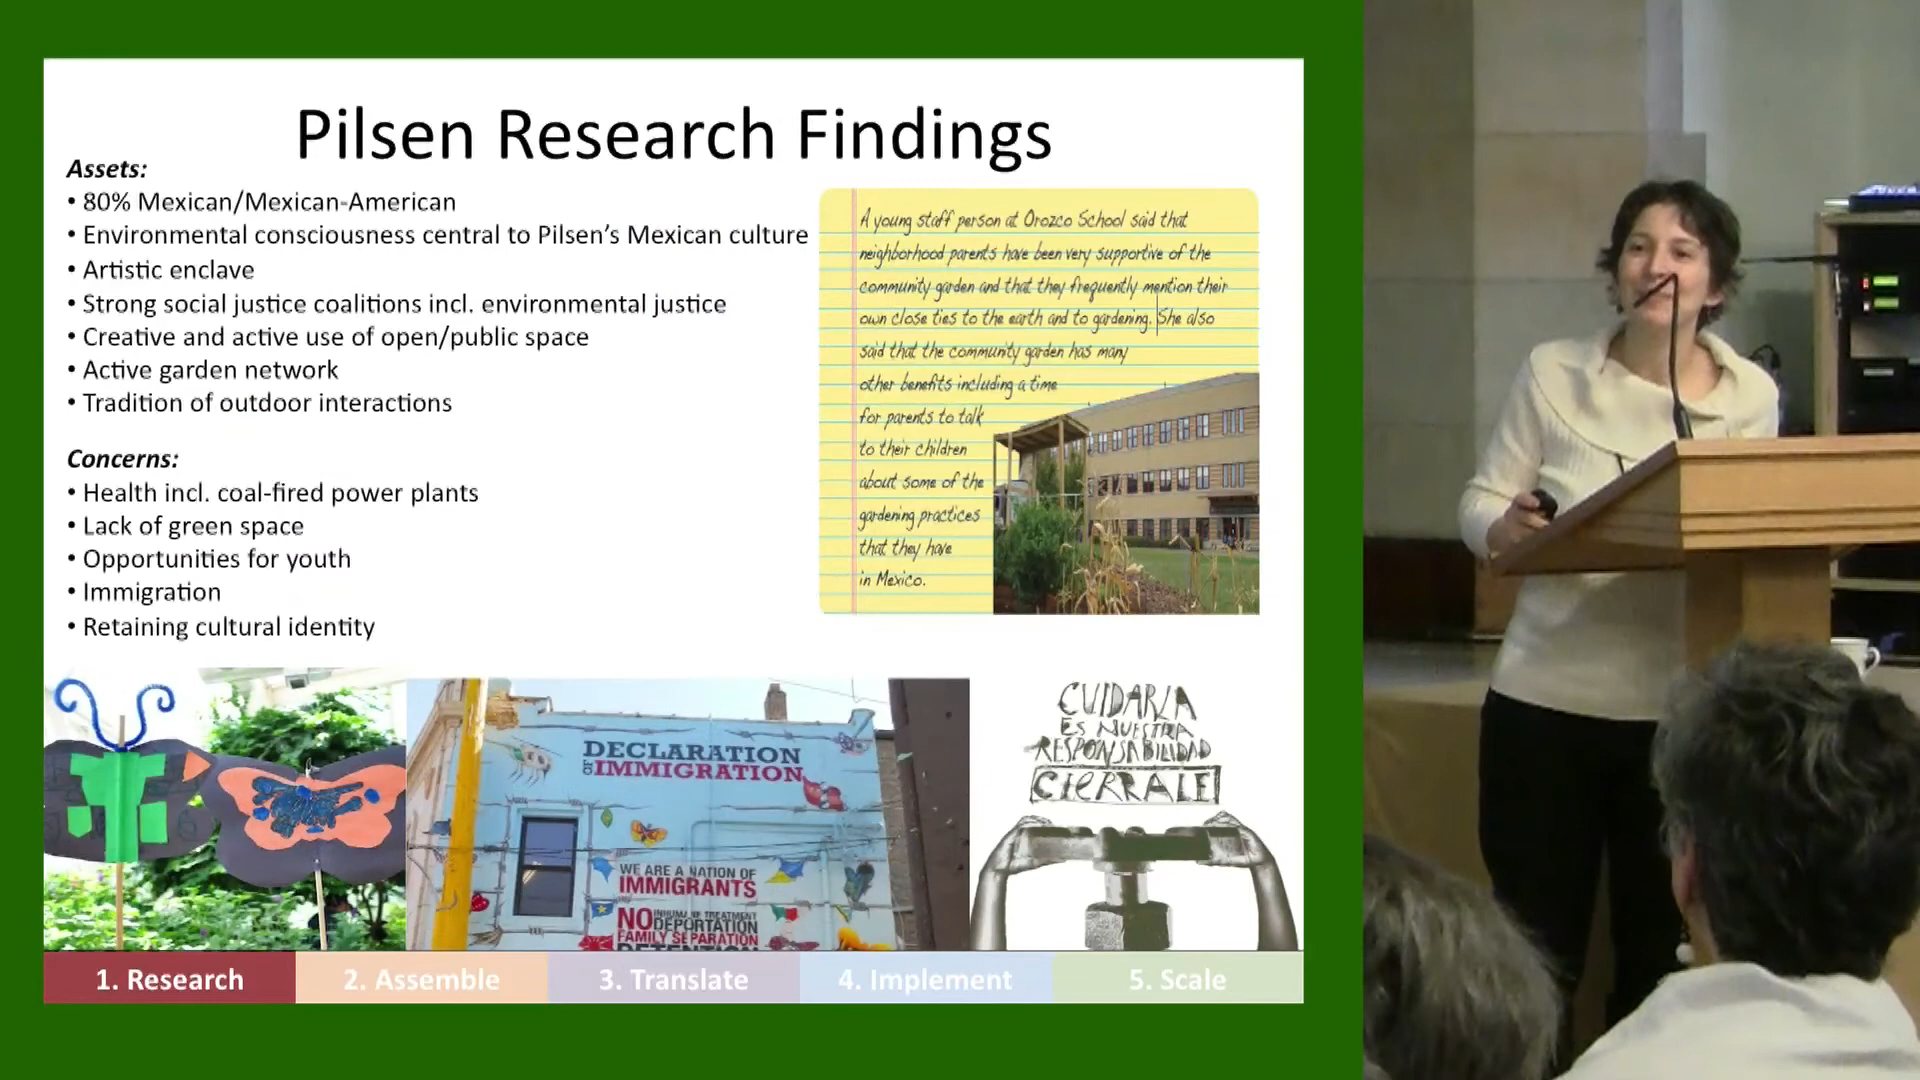 Pilsen Research Findings
Assets:
• 80% Mexican/Mexican-American
• Environmental consciousness central to Pilsen’s Mexican culture
• Artistic enclave
• Strong social justice coalitions incl. environmental justice
• Creative and active use of open/public space
• Active garden network
• Tradition of outdoor interactions
Concerns:
• Health incl. coal-fired power plants
• Lack of green space
• Opportunities for youth
• Immigration
• Retaining cultural identity
A young staff person at Orozco School said that
neighborhood parents have been very supportive of the
community garden and that they frequently mention their
own close ties to the earth and to gardening. She also
said that the community garden has many
other benefits including a time
for parents to talk
to their children
about some of the
gardening practices
that they have
in Mexico.
DECLARATION
OF IMMIGRATION
WE ARE A NATION OF
IMMIGRANTS
NO INHUMANE TREATMENT
DEPORTATION
FAMILY SEPARATION
DETENTION
CUIDARLA
ES NUESTRA
RESPONSABILIDAD
CIERRALE
1. Research
2. Assemble
3. Translate
4. Implement
5. Scale